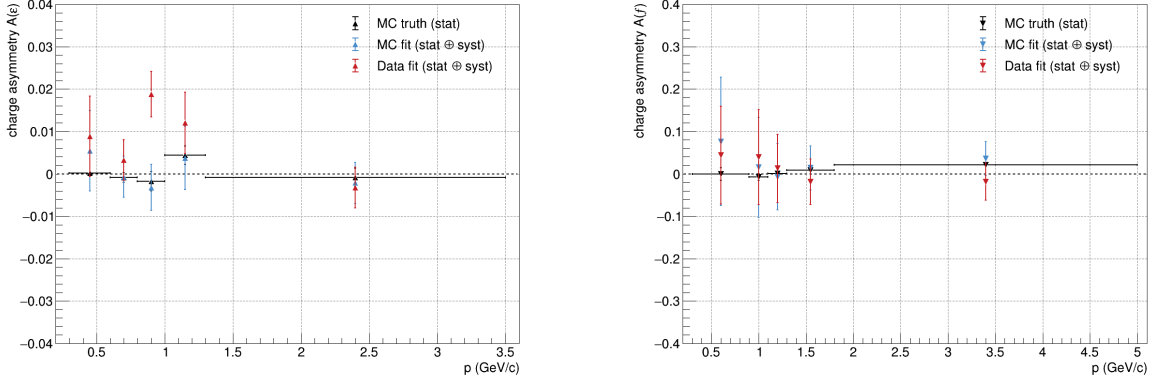 charge asymmetry A(ε)
0.04
0.03
0.02
0.01
0
−0.01
−0.02
−0.03
−0.04
MC truth (stat)
MC fit (stat ⊕ syst)
Data fit (stat ⊕ syst)
0.5 1 1.5 2 2.5 3 3.5
p (GeV/c)
charge asymmetry A(f)
0.4
0.3
0.2
0.1
0
−0.1
−0.2
−0.3
−0.4
MC truth (stat)
MC fit (stat ⊕ syst)
Data fit (stat ⊕ syst)
0.5 1 1.5 2 2.5 3 3.5 4 4.5 5
p (GeV/c)